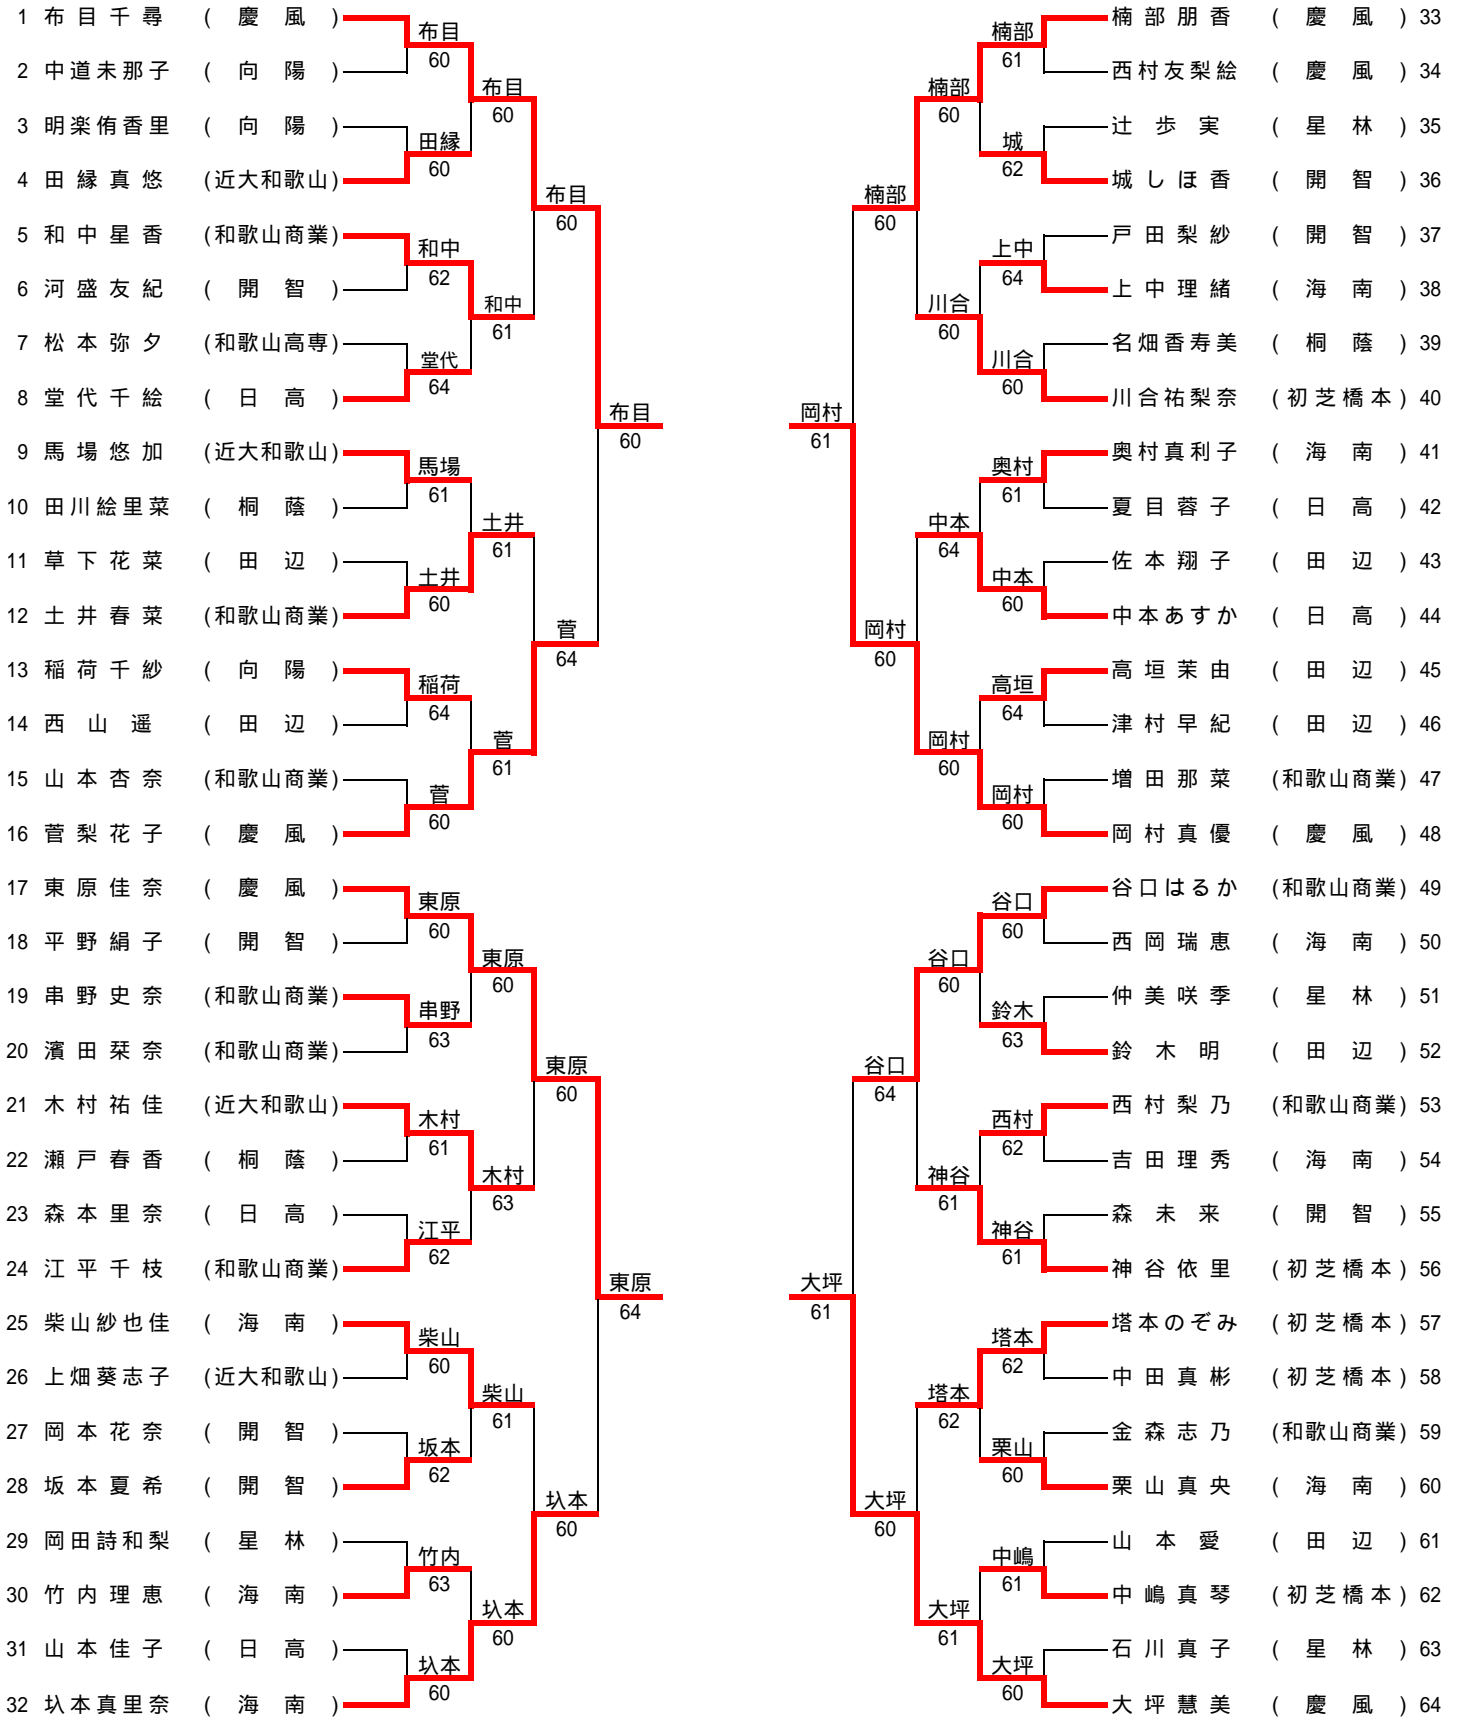 1 布目千尋 (慶風)
2 中道未那子 (向陽)
3 明楽侑香里 (向陽)
4 田縁真悠 (近大和歌山)
5 和中星香 (和歌山商業)
6 河盛友紀 (開智)
7 松本弥夕 (和歌山高専)
8 堂代千絵 (日高)
9 馬場悠加 (近大和歌山)
10 田川絵里菜 (桐蔭)
11 草下花菜 (田辺)
12 土井春菜 (和歌山商業)
13 稲荷千紗 (向陽)
14 西山遥 (田辺)
15 山本杏奈 (和歌山商業)
16 菅梨花子 (慶風)
17 東原佳奈 (慶風)
18 平野絹子 (開智)
19 串野史奈 (和歌山商業)
20 濱田栞奈 (和歌山商業)
21 木村祐佳 (近大和歌山)
22 瀬戸春香 (桐蔭)
23 森本里奈 (日高)
24 江平千枝 (和歌山商業)
25 柴山紗也佳 (海南)
26 上畑葵志子 (近大和歌山)
27 岡本花奈 (開智)
28 坂本夏希 (開智)
29 岡田詩和梨 (星林)
30 竹内理恵 (海南)
31 山本佳子 (日高)
32 圦本真里奈 (海南)
布目
60
田縁
60
和中
62
堂代
64
馬場
61
土井
60
稲荷
64
菅
60
東原
60
串野
63
木村
61
江平
62
柴山
60
坂本
62
竹内
63
圦本
60
布目
60
和中
61
土井
61
菅
61
東原
60
木村
63
柴山
61
圦本
60
布目
60
菅
64
東原
60
圦本
60
布目
60
東原
64
岡村
61
大坪
61
楠部
60
岡村
60
谷口
64
大坪
60
楠部
60
川合
60
中本
64
岡村
60
谷口
60
神谷
61
塔本
62
大坪
61
楠部
61
城
62
上中
64
川合
60
奥村
61
中本
60
高垣
64
岡村
60
谷口
60
鈴木
63
西村
62
神谷
61
塔本
62
栗山
60
中嶋
61
大坪
60
楠部朋香 (慶風) 33
西村友梨絵 (慶風) 34
辻歩実 (星林) 35
城しほ香 (開智) 36
戸田梨紗 (開智) 37
上中理緒 (海南) 38
名畑香寿美 (桐蔭) 39
川合祐梨奈 (初芝橋本) 40
奥村真利子 (海南) 41
夏目蓉子 (日高) 42
佐本翔子 (田辺) 43
中本あすか (日高) 44
高垣茉由 (田辺) 45
津村早紀 (田辺) 46
増田那菜 (和歌山商業) 47
岡村真優 (慶風) 48
谷口はるか (和歌山商業) 49
西岡瑞恵 (海南) 50
仲美咲季 (星林) 51
鈴木明 (田辺) 52
西村梨乃 (和歌山商業) 53
吉田理秀 (海南) 54
森未来 (開智) 55
神谷依里 (初芝橋本) 56
塔本のぞみ (初芝橋本) 57
中田真彬 (初芝橋本) 58
金森志乃 (和歌山商業) 59
栗山真央 (海南) 60
山本愛 (田辺) 61
中嶋真琴 (初芝橋本) 62
石川真子 (星林) 63
大坪慧美 (慶風) 64